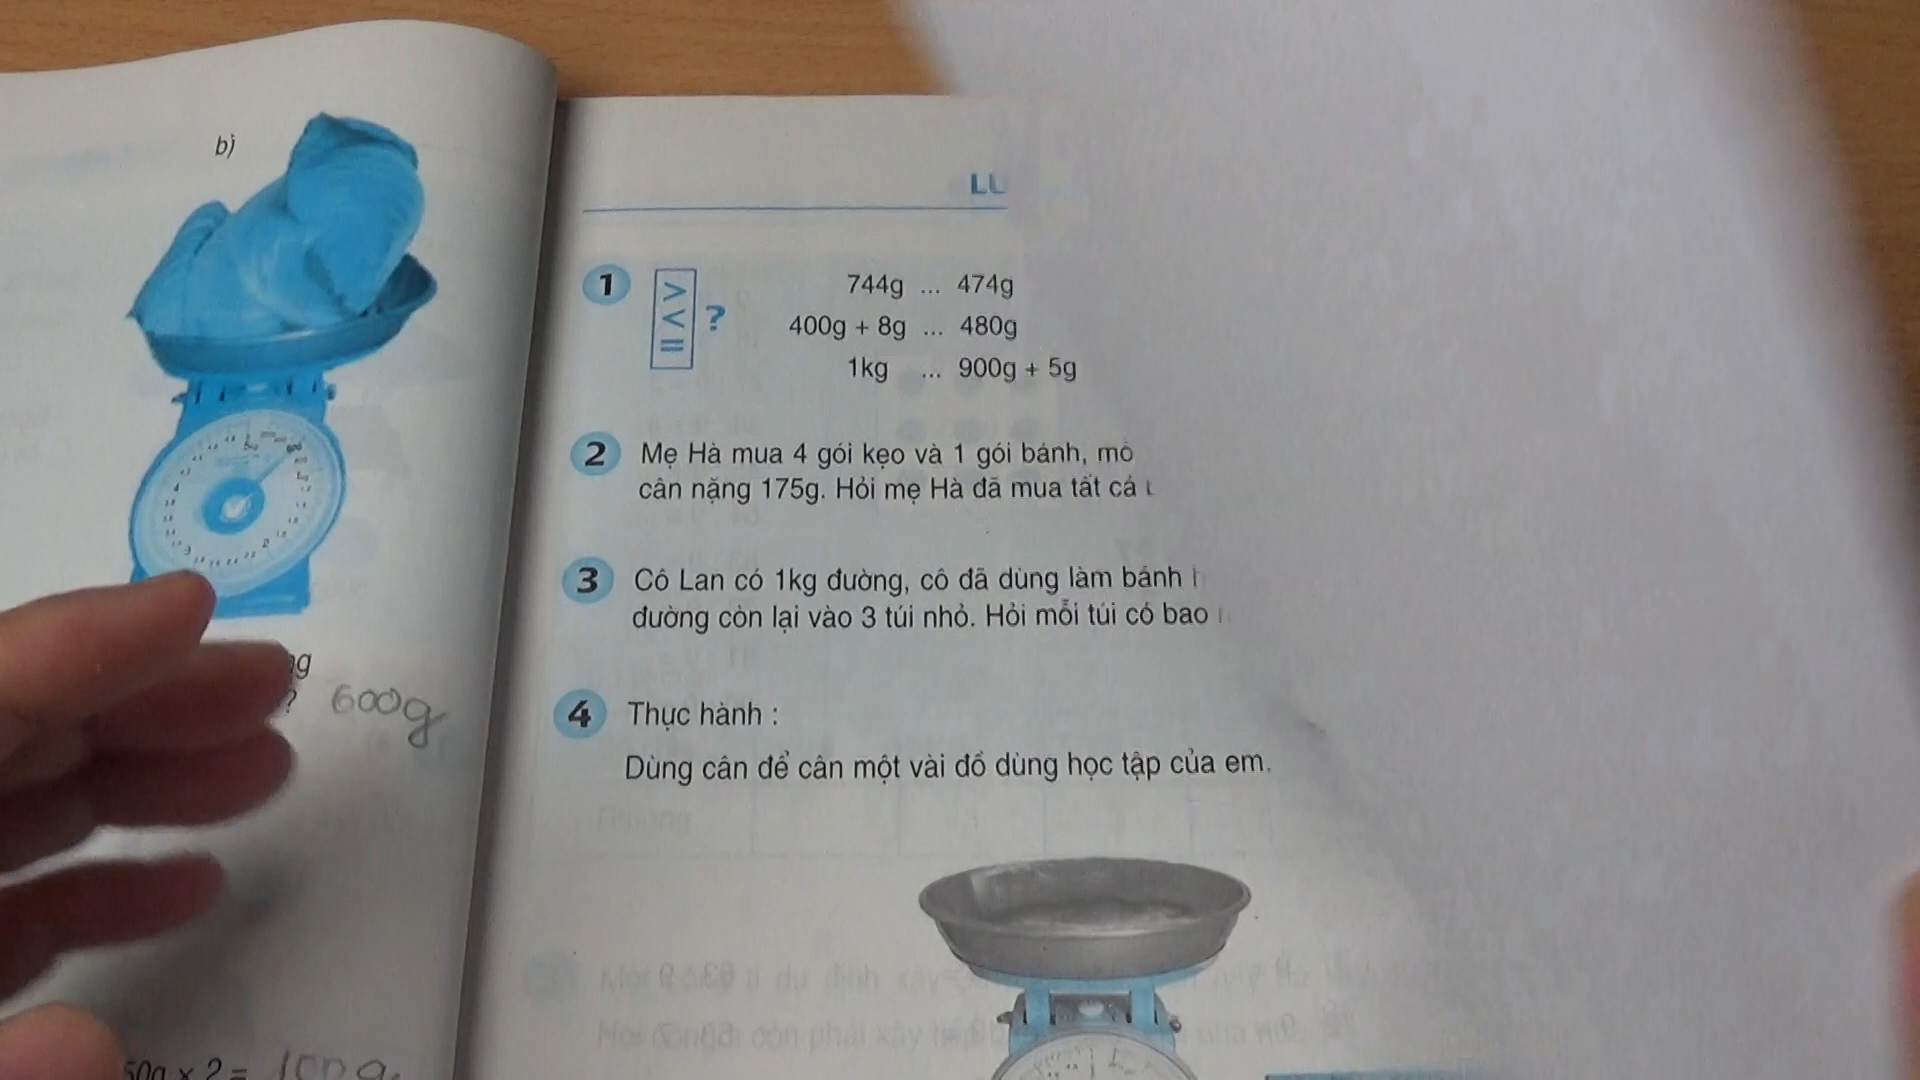 b)
600g
1
>
<
=
?
744g ... 474g
400g + 8g ... 480g
1kg ... 900g + 5g
2 Mẹ Hà mua 4 gói kẹo và 1 gói bánh,
cân nặng 175g. Hỏi mẹ Hà đã mua tất cả
3 Cô Lan có 1kg đường, cô đã dùng làm bánh
đường còn lại vào 3 túi nhỏ. Hỏi mỗi túi có bao
4 Thực hành :
Dùng cân để cân một vài đồ dùng học tập của em.
50g × 2 = 100g